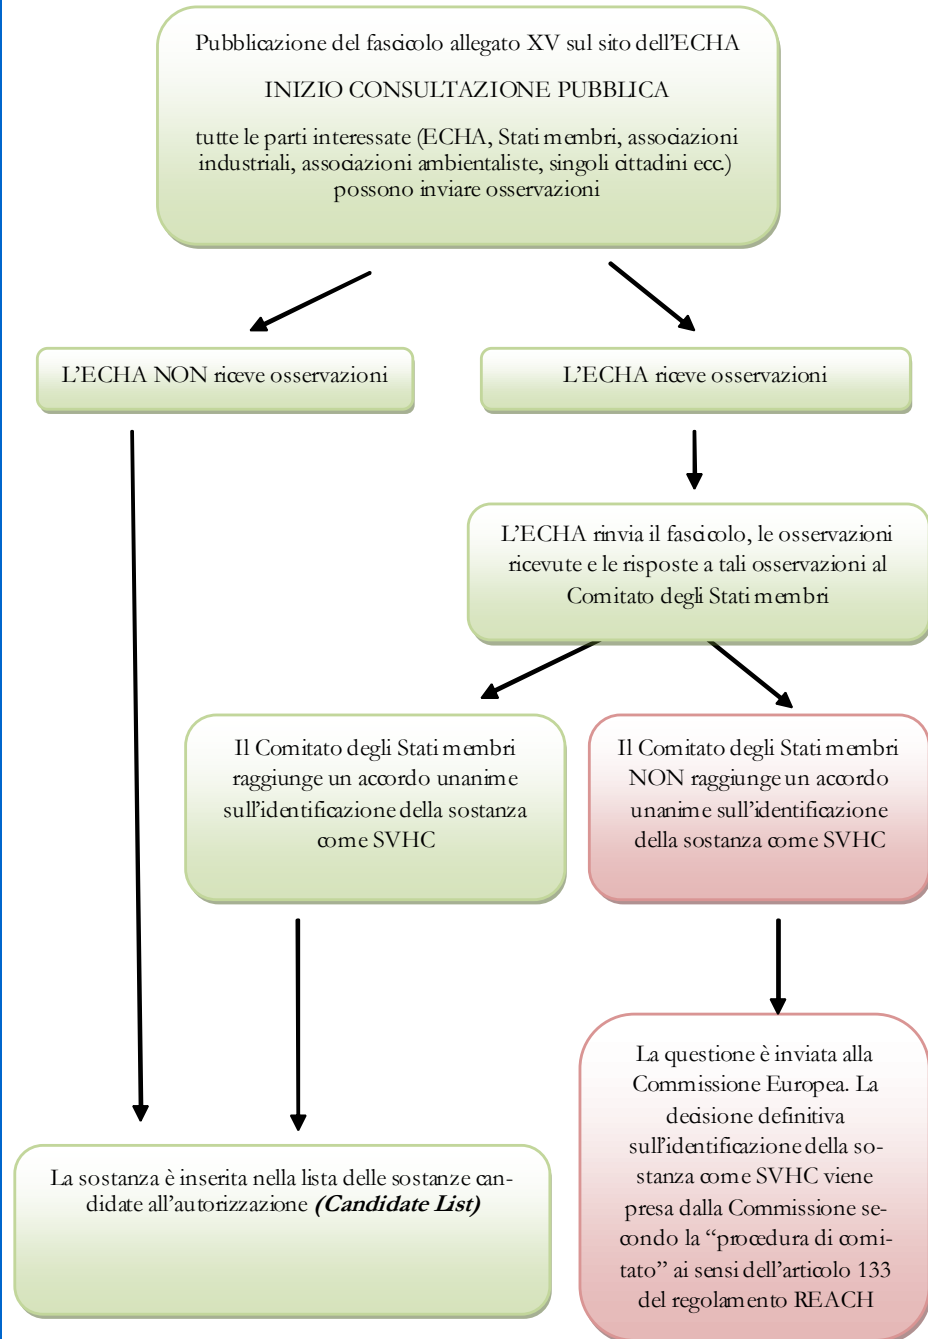 Pubblicazione del fascicolo allegato XV sul sito dell'ECHA
INIZIO CONSULTAZIONE PUBBLICA
tutte le parti interessate (ECHA, Stati membri, associazioni
industriali, associazioni ambientaliste, singoli cittadini ecc.)
possono inviare osservazioni
L'ECHA NON riceve osservazioni
L'ECHA riceve osservazioni
L'ECHA rinvia il fascicolo, le osservazioni
ricevute e le risposte a tali osservazioni al
Comitato degli Stati membri
Il Comitato degli Stati membri
raggiunge un accordo unanime
sull'identificazione della sostanza
come SVHC
Il Comitato degli Stati membri
NON raggiunge un accordo
unanime sull'identificazione
della sostanza come SVHC
La sostanza è inserita nella lista delle sostanze can-
didate all'autorizzazione (Candidate List)
La questione è inviata alla
Commissione Europea. La
decisione definitiva
sull'identificazione della so-
stanza come SVHC viene
presa dalla Commissione se-
condo la "procedura di comi-
tato" ai sensi dell'articolo 133
del regolamento REACH